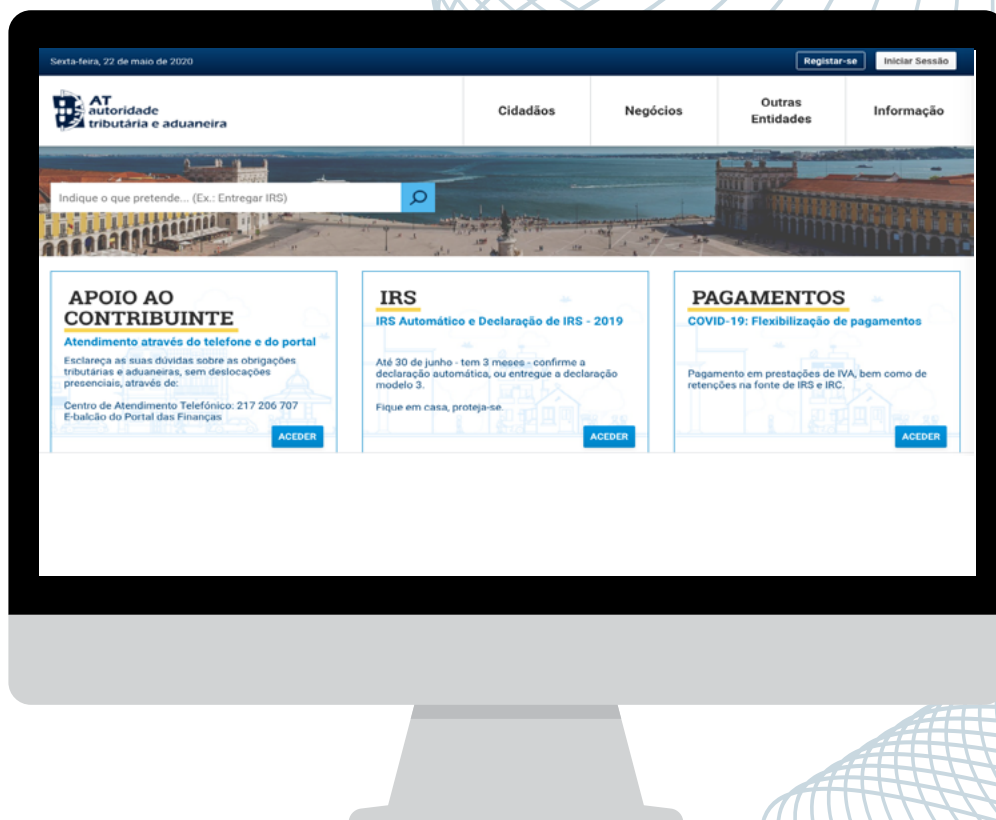 Sexta-feira, 22 de maio de 2020
Registar-se
Iniciar Sessão
AT
autoridade
tributária e aduaneira
Cidadãos
Negócios
Outras
Entidades
Informação
Indique o que pretende... (Ex.: Entregar IRS)
APOIO AO
CONTRIBUINTE
Atendimento através do telefone e do portal
Esclareça as suas dúvidas sobre as obrigações
tributárias e aduaneiras, sem deslocações
presenciais, através de:
Centro de Atendimento Telefónico: 217 206 707
E-balcão do Portal das Finanças
ACEDER
IRS
IRS Automático e Declaração de IRS - 2019
Até 30 de junho - tem 3 meses - confirme a
declaração automática, ou entregue a declaração
modelo 3.
Fique em casa, proteja-se.
ACEDER
PAGAMENTOS
COVID-19: Flexibilização de pagamentos
Pagamento em prestações de IVA, bem como de
retenções na fonte de IRS e IRC.
ACEDER